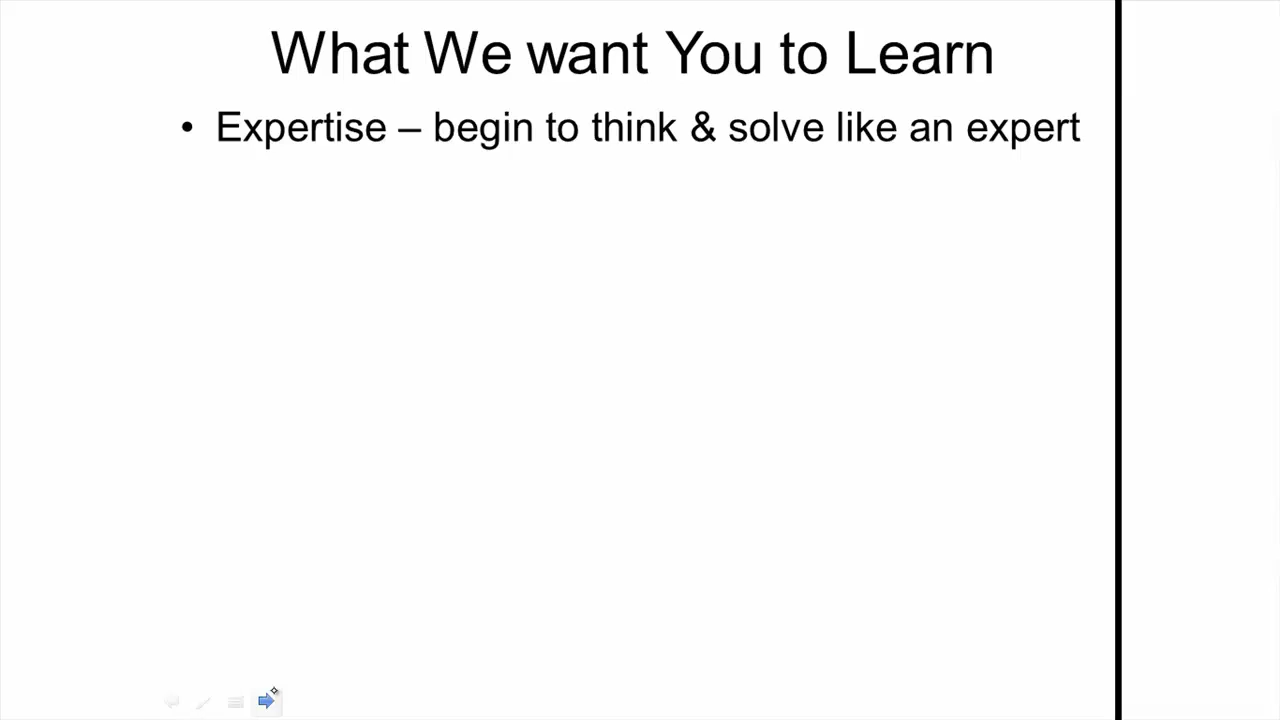 What We want You to Learn
• Expertise – begin to think & solve like an expert